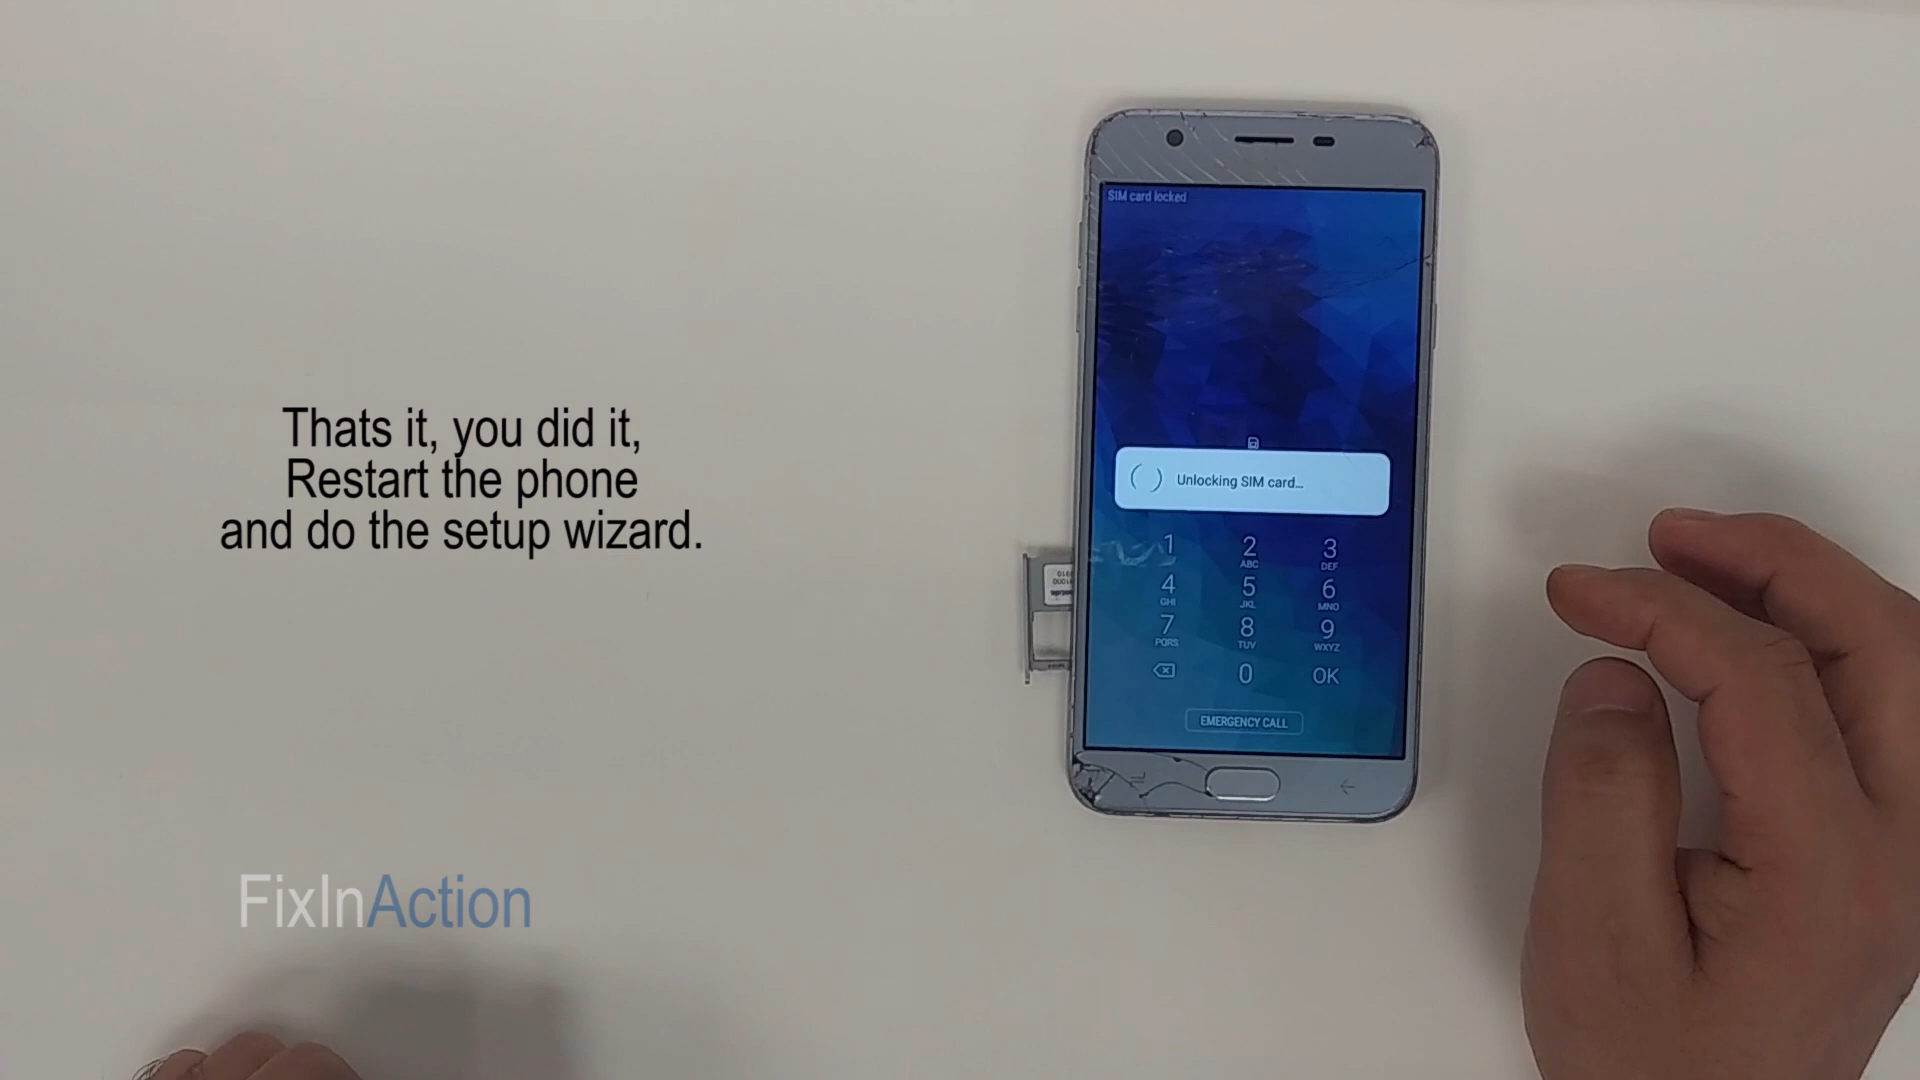 Thats it, you did it,
Restart the phone
and do the setup wizard.
FixInAction
SIM card locked
Unlocking SIM card...
1
2 ABC
3 DEF
4 GHI
5 JKL
6 MNO
7 PQRS
8 TUV
9 WXYZ
0
OK
EMERGENCY CALL